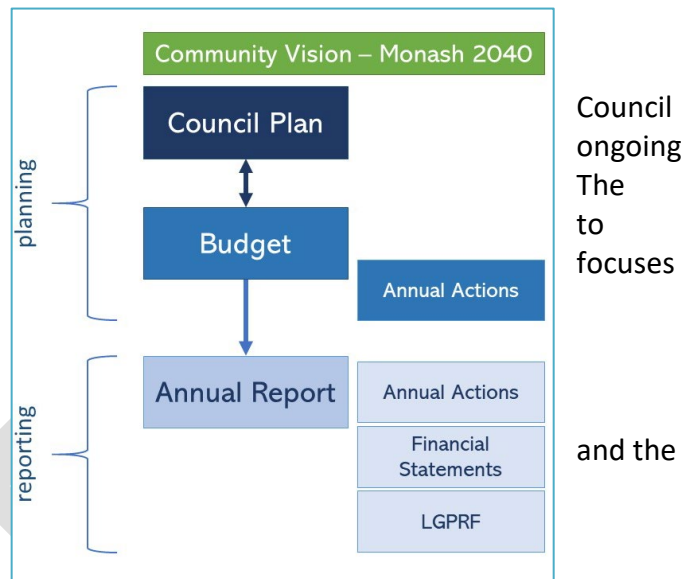 Community Vision – Monash 2040
planning
Council Plan
Budget
Annual Actions
reporting
Annual Report
Annual Actions
Financial
Statements
LGPRF
Council
ongoing
The
to
focuses
and the